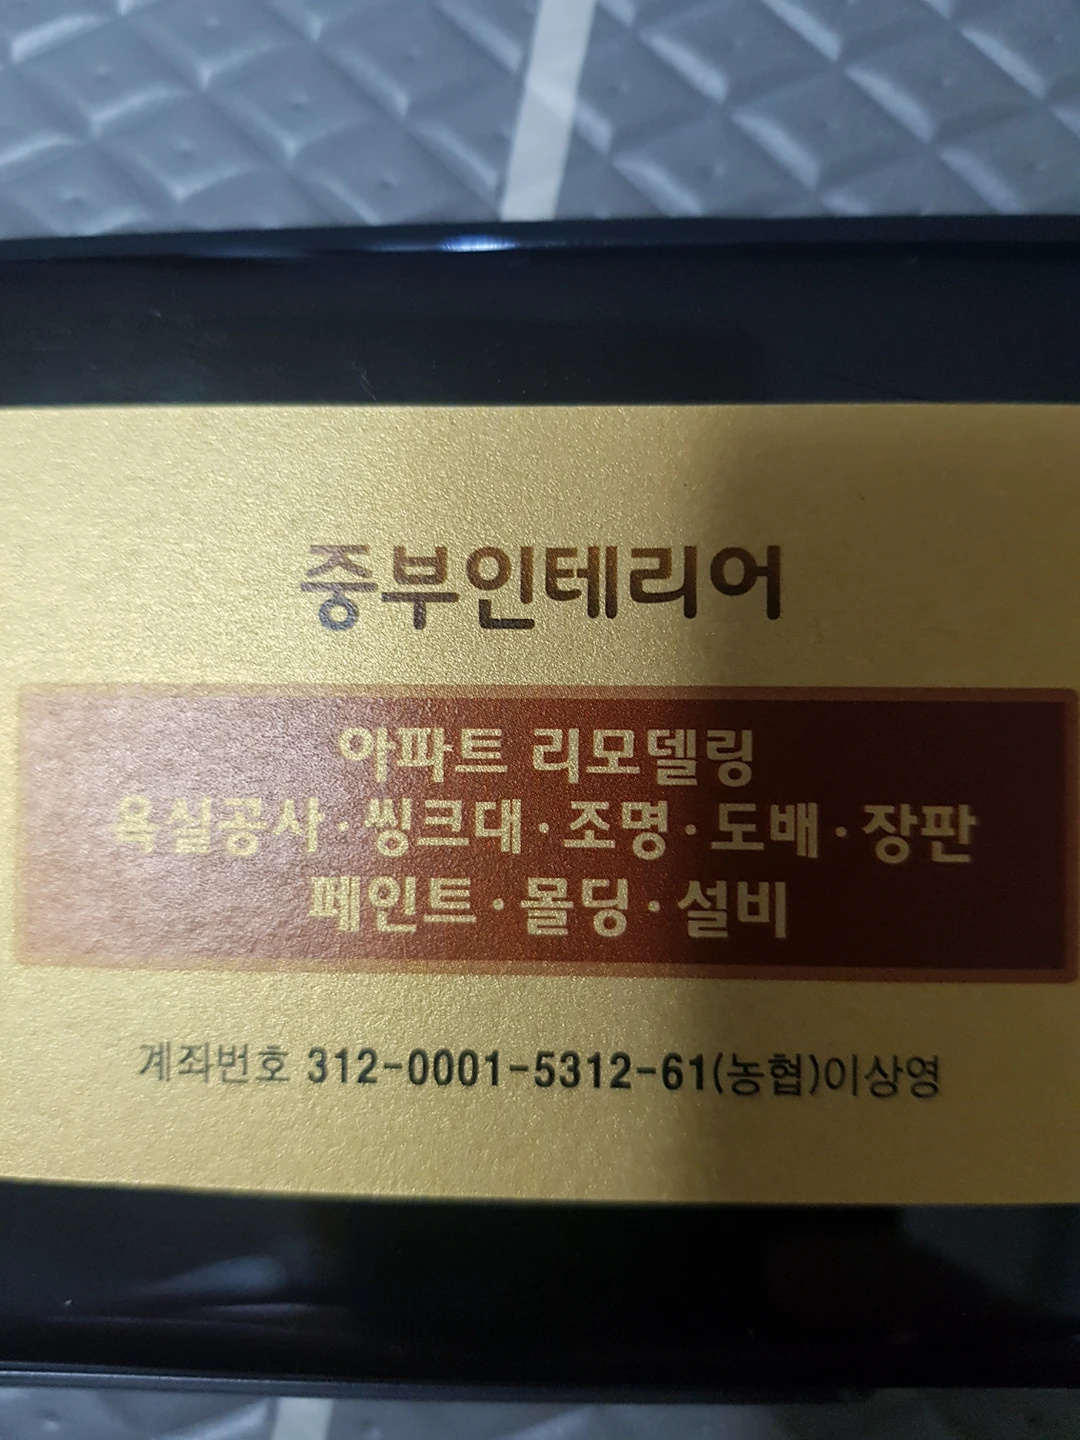 중부인테리어
아파트 리모델링
욕실공사·씽크대·조명·도배·장판
페인트·몰딩·설비
계좌번호 312-0001-5312-61(농협)이상영